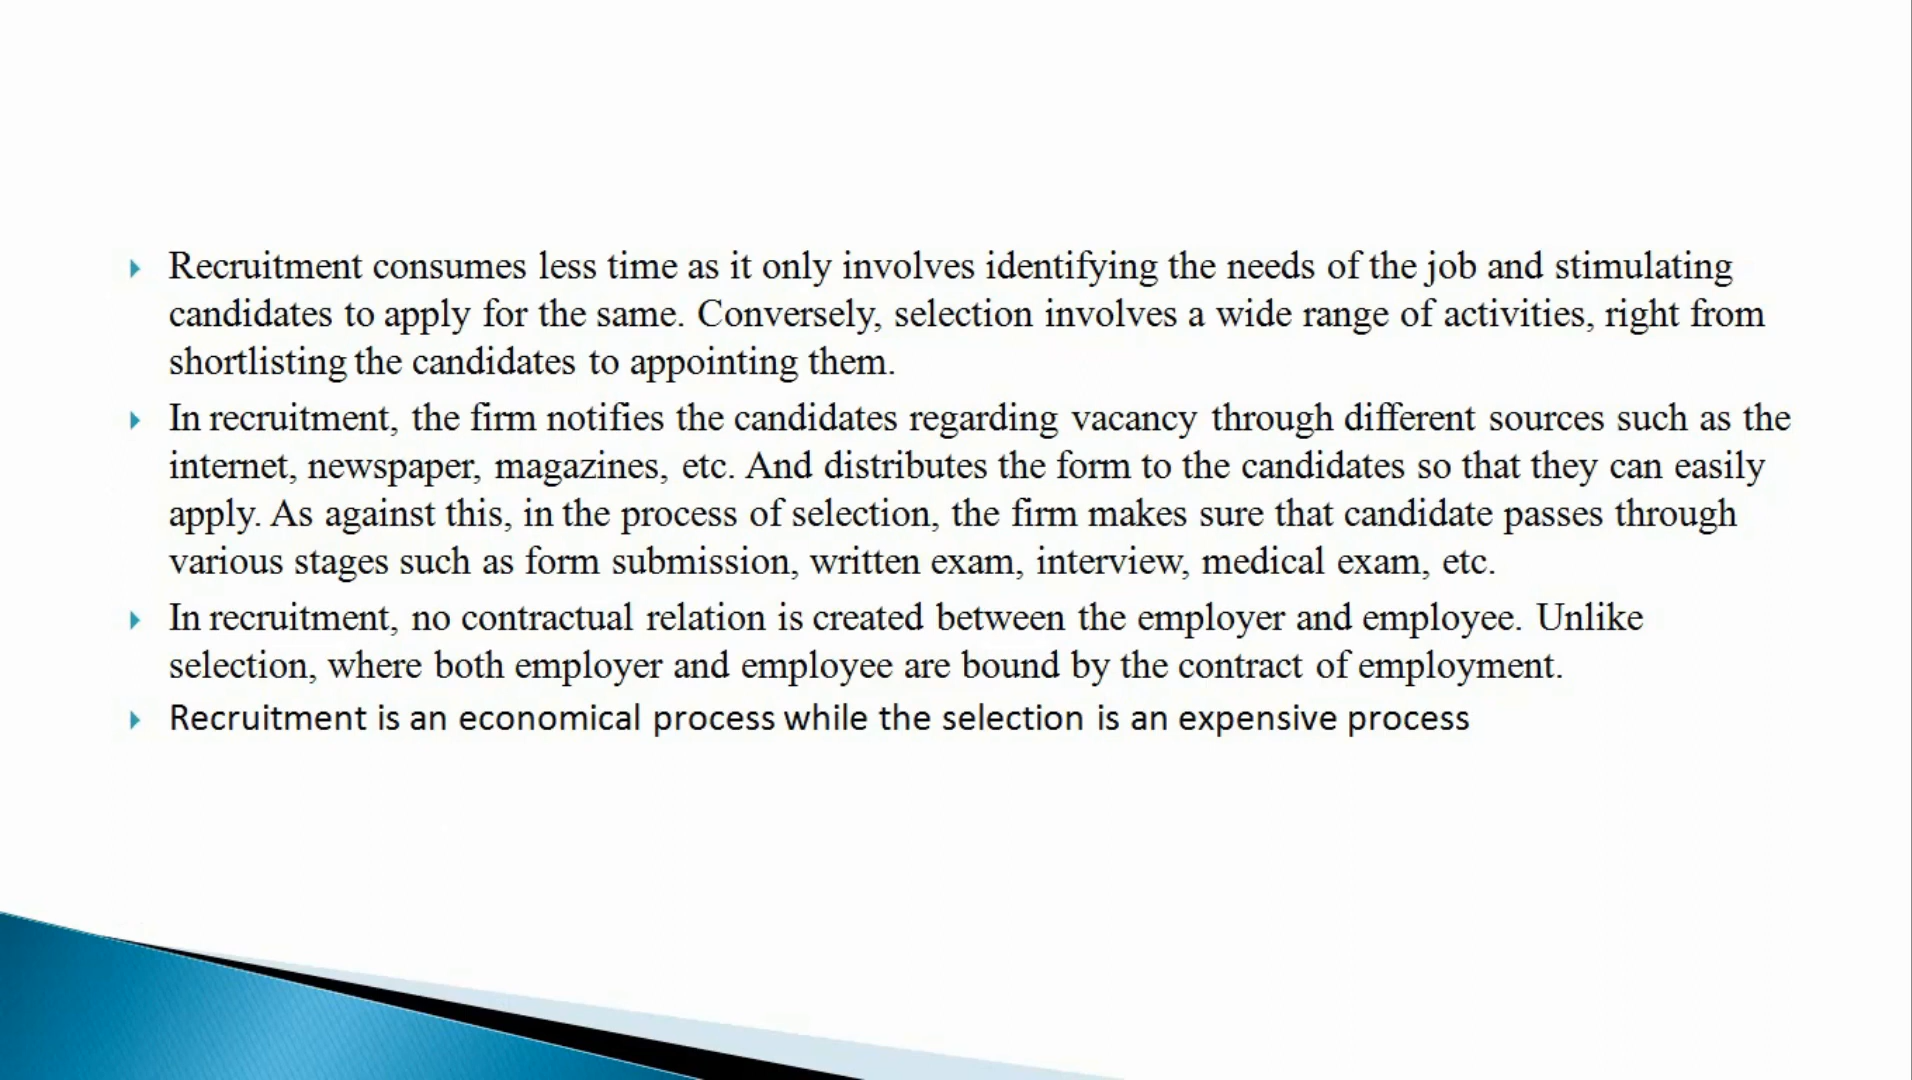 Recruitment consumes less time as it only involves identifying the needs of the job and stimulating
candidates to apply for the same. Conversely, selection involves a wide range of activities, right from
shortlisting the candidates to appointing them.
In recruitment, the firm notifies the candidates regarding vacancy through different sources such as the
internet, newspaper, magazines, etc. And distributes the form to the candidates so that they can easily
apply. As against this, in the process of selection, the firm makes sure that candidate passes through
various stages such as form submission, written exam, interview, medical exam, etc.
In recruitment, no contractual relation is created between the employer and employee. Unlike
selection, where both employer and employee are bound by the contract of employment.
Recruitment is an economical process while the selection is an expensive process